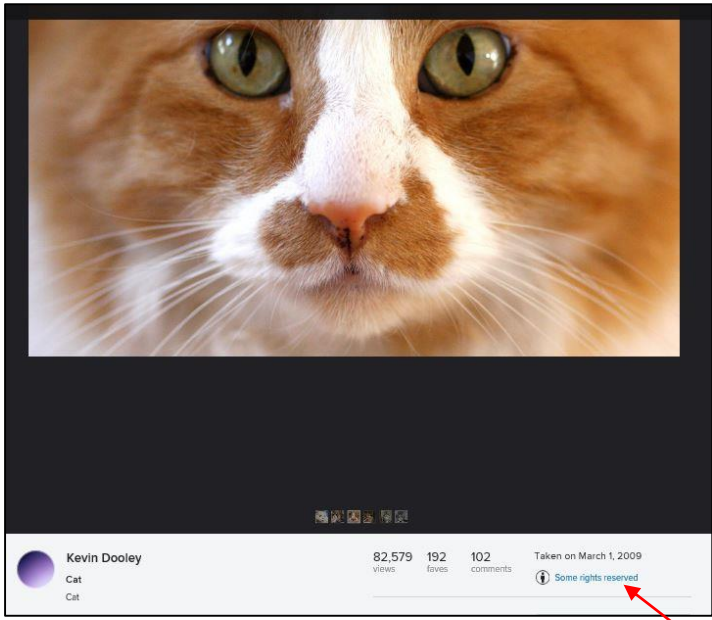 Kevin Dooley
Cat
Cat
82,579 192 102
views faves comments
Taken on March 1, 2009
Some rights reserved